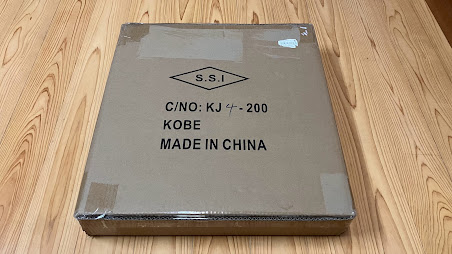 S.S.I
C/NO: KJ 4 - 200
KOBE
MADE IN CHINA